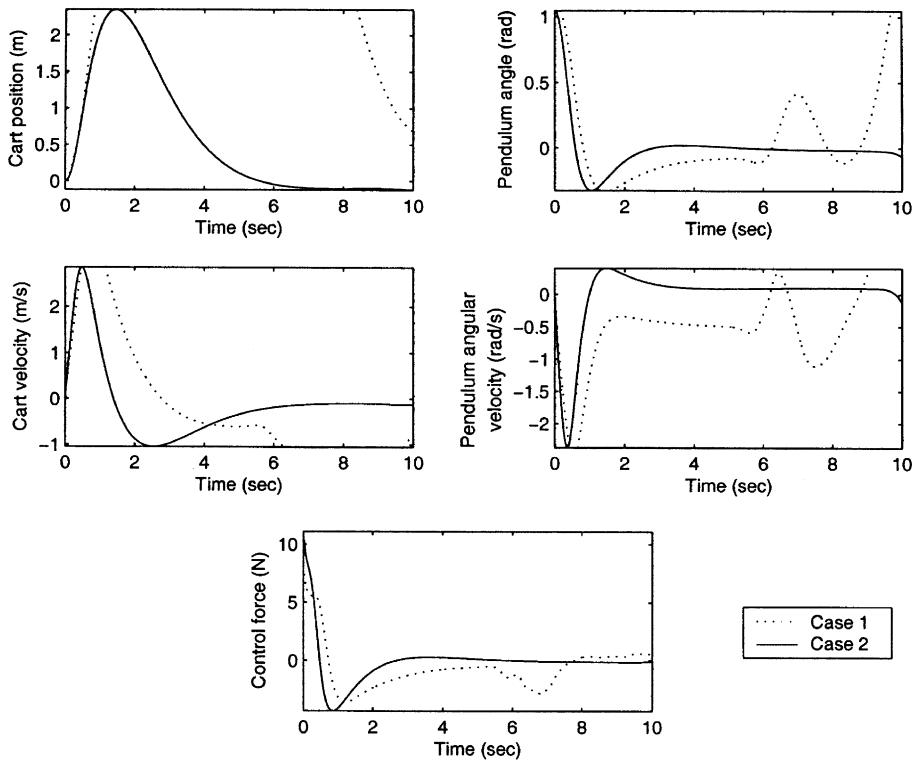 Cart position (m)
2
1.5
1
0.5
0
0 2 4 6 8 10
Time (sec)
Pendulum angle (rad)
1
0.5
0
0 2 4 6 8 10
Time (sec)
Cart velocity (m/s)
2
1
0
−1
0 2 4 6 8 10
Time (sec)
Pendulum angular
velocity (rad/s)
0
−0.5
−1
−1.5
−2
0 2 4 6 8 10
Time (sec)
Control force (N)
10
5
0
0 2 4 6 8 10
Time (sec)
Case 1
Case 2